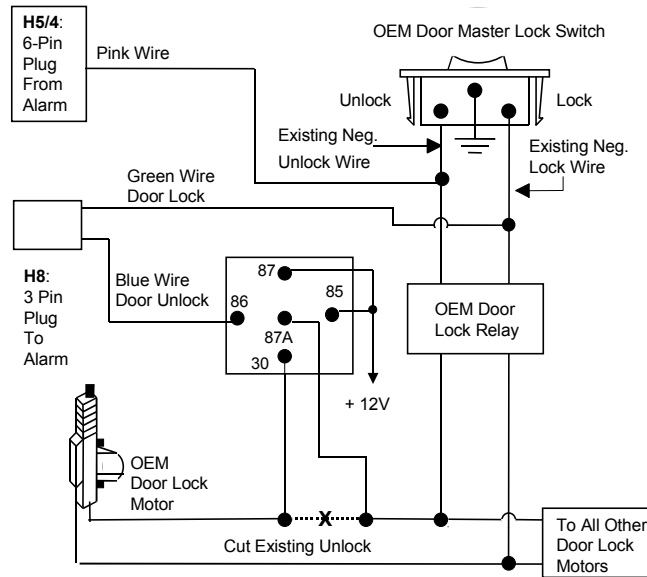 H5/4:
6-Pin
Plug
From
Alarm
Pink Wire
OEM Door Master Lock Switch
Unlock
Lock
Existing Neg.
Unlock Wire
Existing Neg.
Lock Wire
Green Wire
Door Lock
H8:
3 Pin
Plug
To
Alarm
Blue Wire
Door Unlock
87
86
85
87A
30
+ 12V
OEM Door
Lock Relay
OEM
Door Lock
Motor
X
Cut Existing Unlock
To All Other
Door Lock
Motors